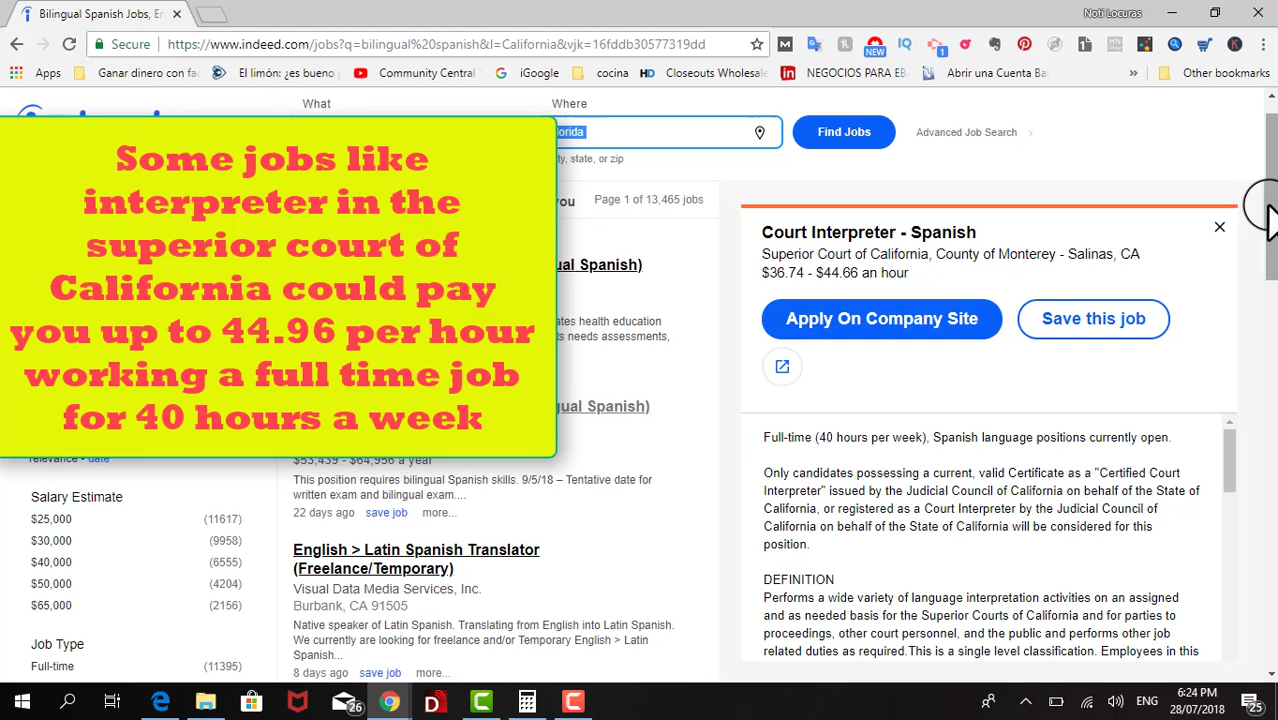 Bilingual Spanish Jobs, En
Noti Locuras
Secure
https://www.indeed.com/jobs?q=bilingual%20spanish&l=California&vjk=16fddb30577319dd
NEW
1
Apps
Ganar dinero con fac
El limón: ¿es bueno
Community Central
iGoogle
cocina
HD Closeouts Wholesale
in NEGOCIOS PARA EB
Abrir una Cuenta Ba
»
Other bookmarks
What
Where
orida
Find Jobs
Advanced Job Search
ty, state, or zip
you
Page 1 of 13,465 jobs
Some jobs like
interpreter in the
superior court of
California could pay
you up to 44.96 per hour
working a full time job
for 40 hours a week
ual Spanish)
ates health education
s needs assessments,
gual Spanish)
$53,439 - $64,956 a year
This position requires bilingual Spanish skills. 9/5/18 – Tentative date for
written exam and bilingual exam....
22 days ago save job more...
English > Latin Spanish Translator
(Freelance/Temporary)
Visual Data Media Services, Inc.
Burbank, CA 91505
Native speaker of Latin Spanish. Translating from English into Latin Spanish.
We currently are looking for freelance and/or Temporary English > Latin
Spanish...
8 days ago save job more...
relevance - date
Salary Estimate
$25,000 (11617)
$30,000 (9958)
$40,000 (6555)
$50,000 (4204)
$65,000 (2156)
Job Type
Full-time (11395)
Court Interpreter - Spanish
Superior Court of California, County of Monterey - Salinas, CA
$36.74 - $44.66 an hour
Apply On Company Site
Save this job
Full-time (40 hours per week), Spanish language positions currently open.
Only candidates possessing a current, valid Certificate as a "Certified Court
Interpreter" issued by the Judicial Council of California on behalf of the State of
California, or registered as a Court Interpreter by the Judicial Council of
California on behalf of the State of California will be considered for this
position.
DEFINITION
Performs a wide variety of language interpretation activities on an assigned
and as needed basis for the Superior Courts of California and for parties to
proceedings, other court personnel, and the public and performs other job
related duties as required.This is a single level classification. Employees in this
26
ENG
6:24 PM
28/07/2018
25